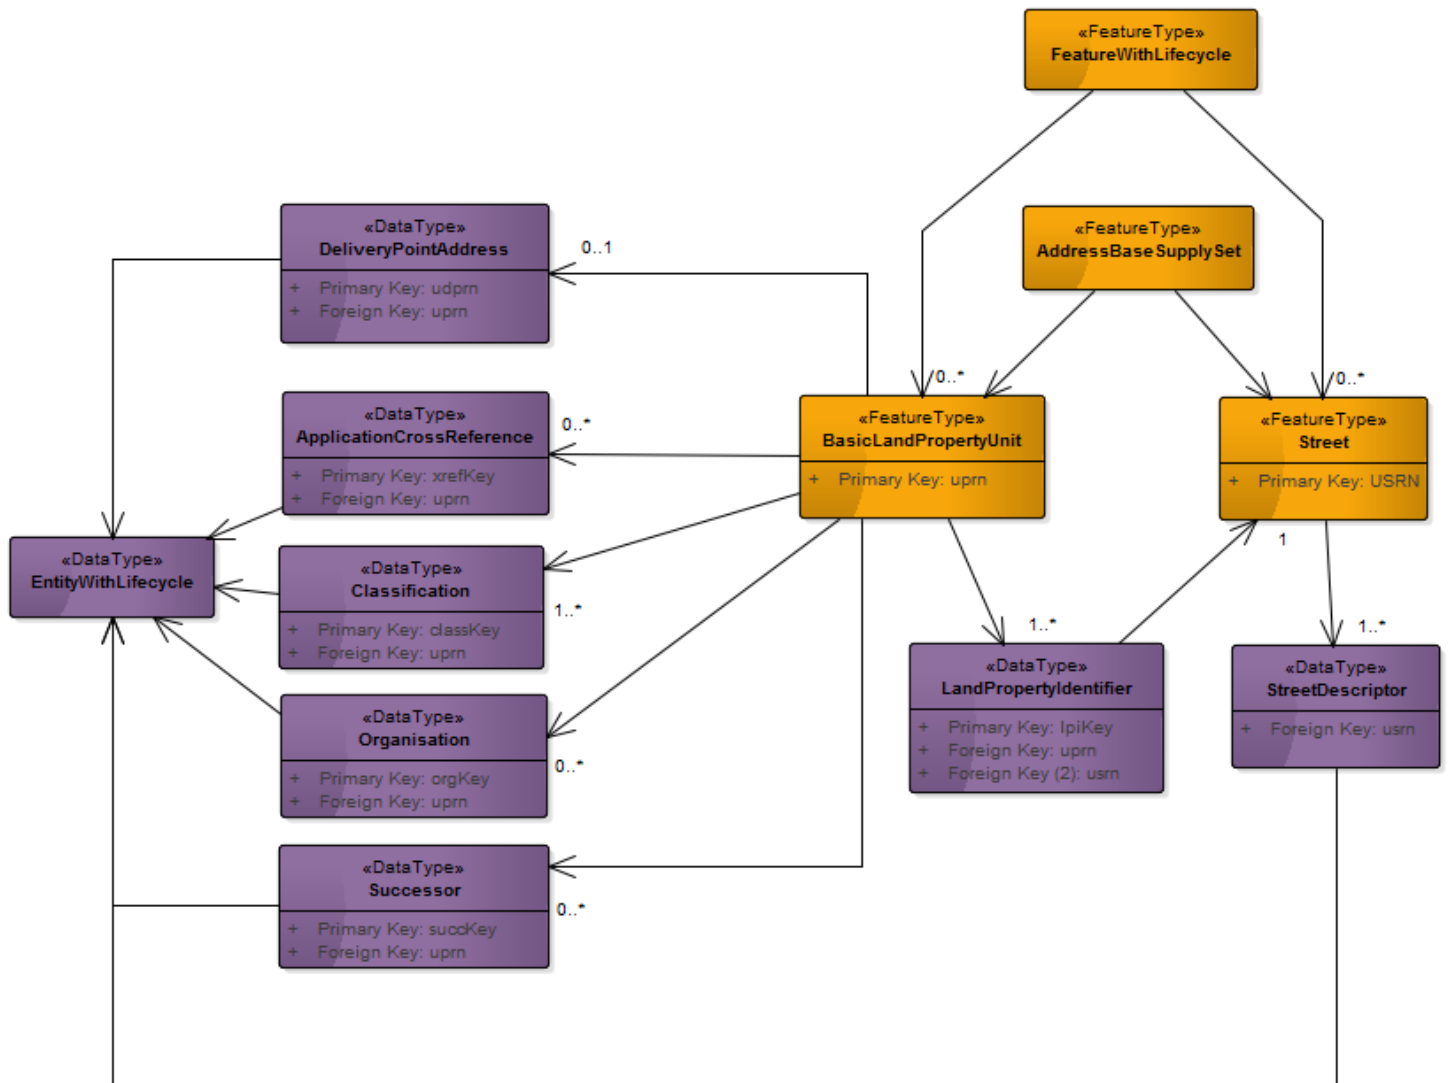 «FeatureType»
FeatureWithLifecycle
«FeatureType»
AddressBaseSupplySet
«DataType»
DeliveryPointAddress
+ Primary Key: udprn
+ Foreign Key: uprn
0..1
0..*
0..*
«DataType»
ApplicationCrossReference
+ Primary Key: xrefKey
+ Foreign Key: uprn
0..*
«FeatureType»
BasicLandPropertyUnit
+ Primary Key: uprn
«FeatureType»
Street
+ Primary Key: USRN
1
«DataType»
EntityWithLifecycle
«DataType»
Classification
+ Primary Key: classKey
+ Foreign Key: uprn
1..*
1..*
1..*
«DataType»
LandPropertyIdentifier
+ Primary Key: lpiKey
+ Foreign Key: uprn
+ Foreign Key (2): usrn
«DataType»
StreetDescriptor
+ Foreign Key: usrn
«DataType»
Organisation
+ Primary Key: orgKey
+ Foreign Key: uprn
0..*
«DataType»
Successor
+ Primary Key: succKey
+ Foreign Key: uprn
0..*